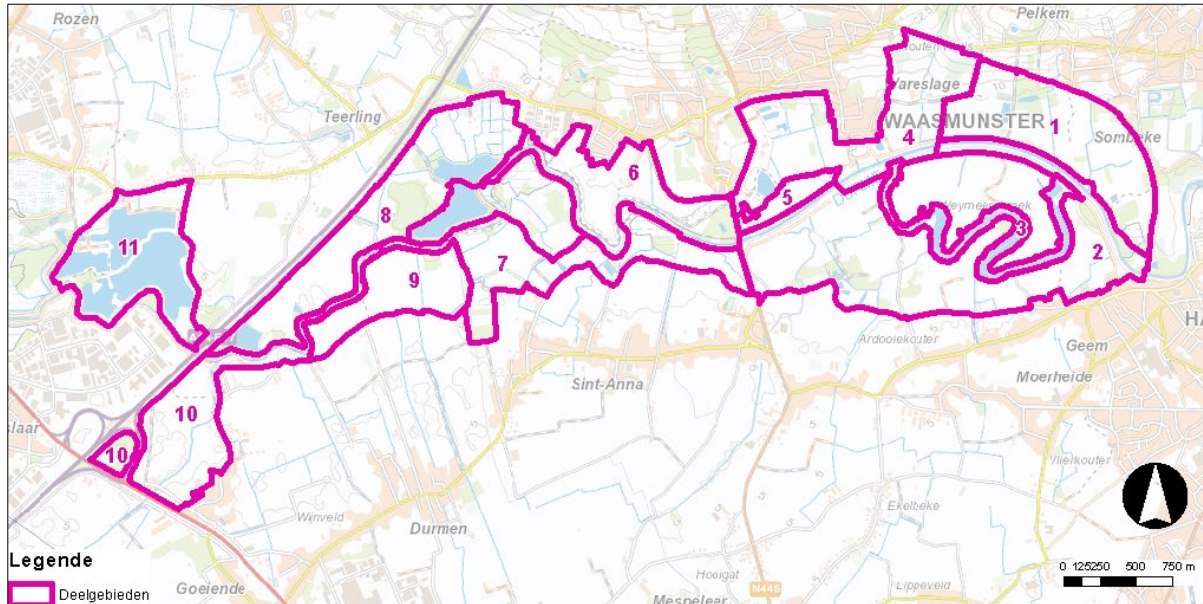 Rozen
Pelkem
Teerling
Vareslage
WAASMUNSTER
1
Sombeke
4
6
5
8
11
3
2
7
9
HA
Ardooiekouter
Geem
Moerheide
Sint-Anna
slaar
10
10
Vlierkouter
Winveld
Durmen
Ekelbeke
Legende
Deelgebieden
Goeiende
Hooigat
N446
Lippeveld
Mespeleer
0 125250 500 750 m